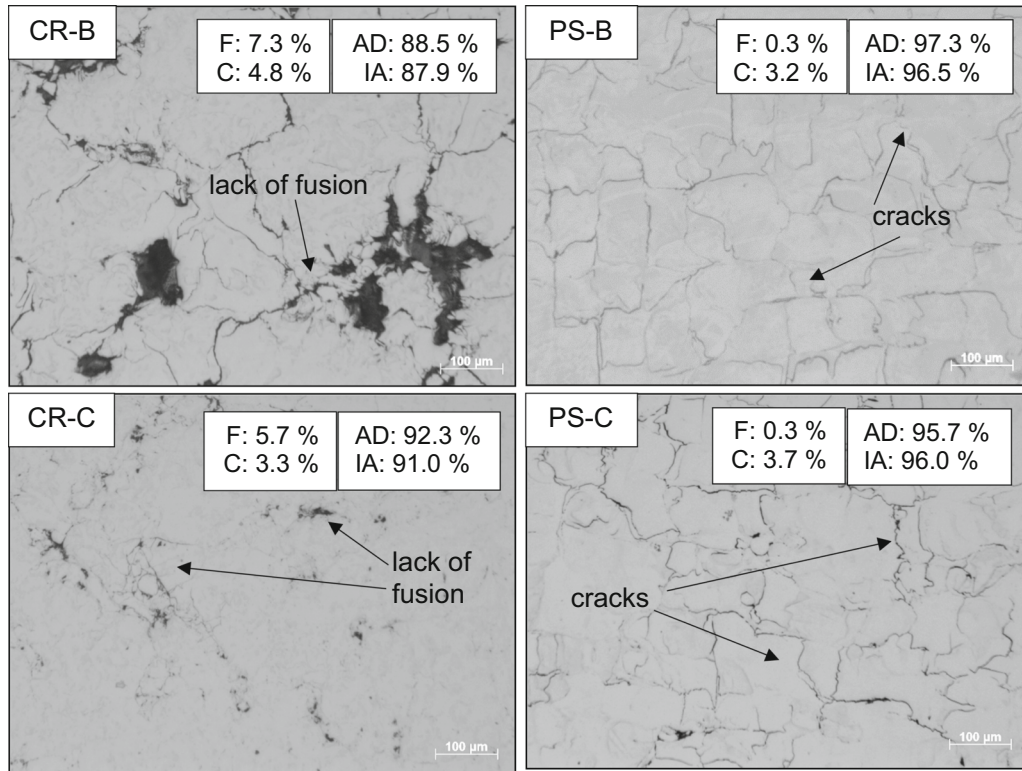 CR-B
F: 7.3 %
C: 4.8 %
AD: 88.5 %
IA: 87.9 %
lack of fusion
100 µm
PS-B
F: 0.3 %
C: 3.2 %
AD: 97.3 %
IA: 96.5 %
cracks
100 µm
CR-C
F: 5.7 %
C: 3.3 %
AD: 92.3 %
IA: 91.0 %
lack of
fusion
100 µm
PS-C
F: 0.3 %
C: 3.7 %
AD: 95.7 %
IA: 96.0 %
cracks
100 µm